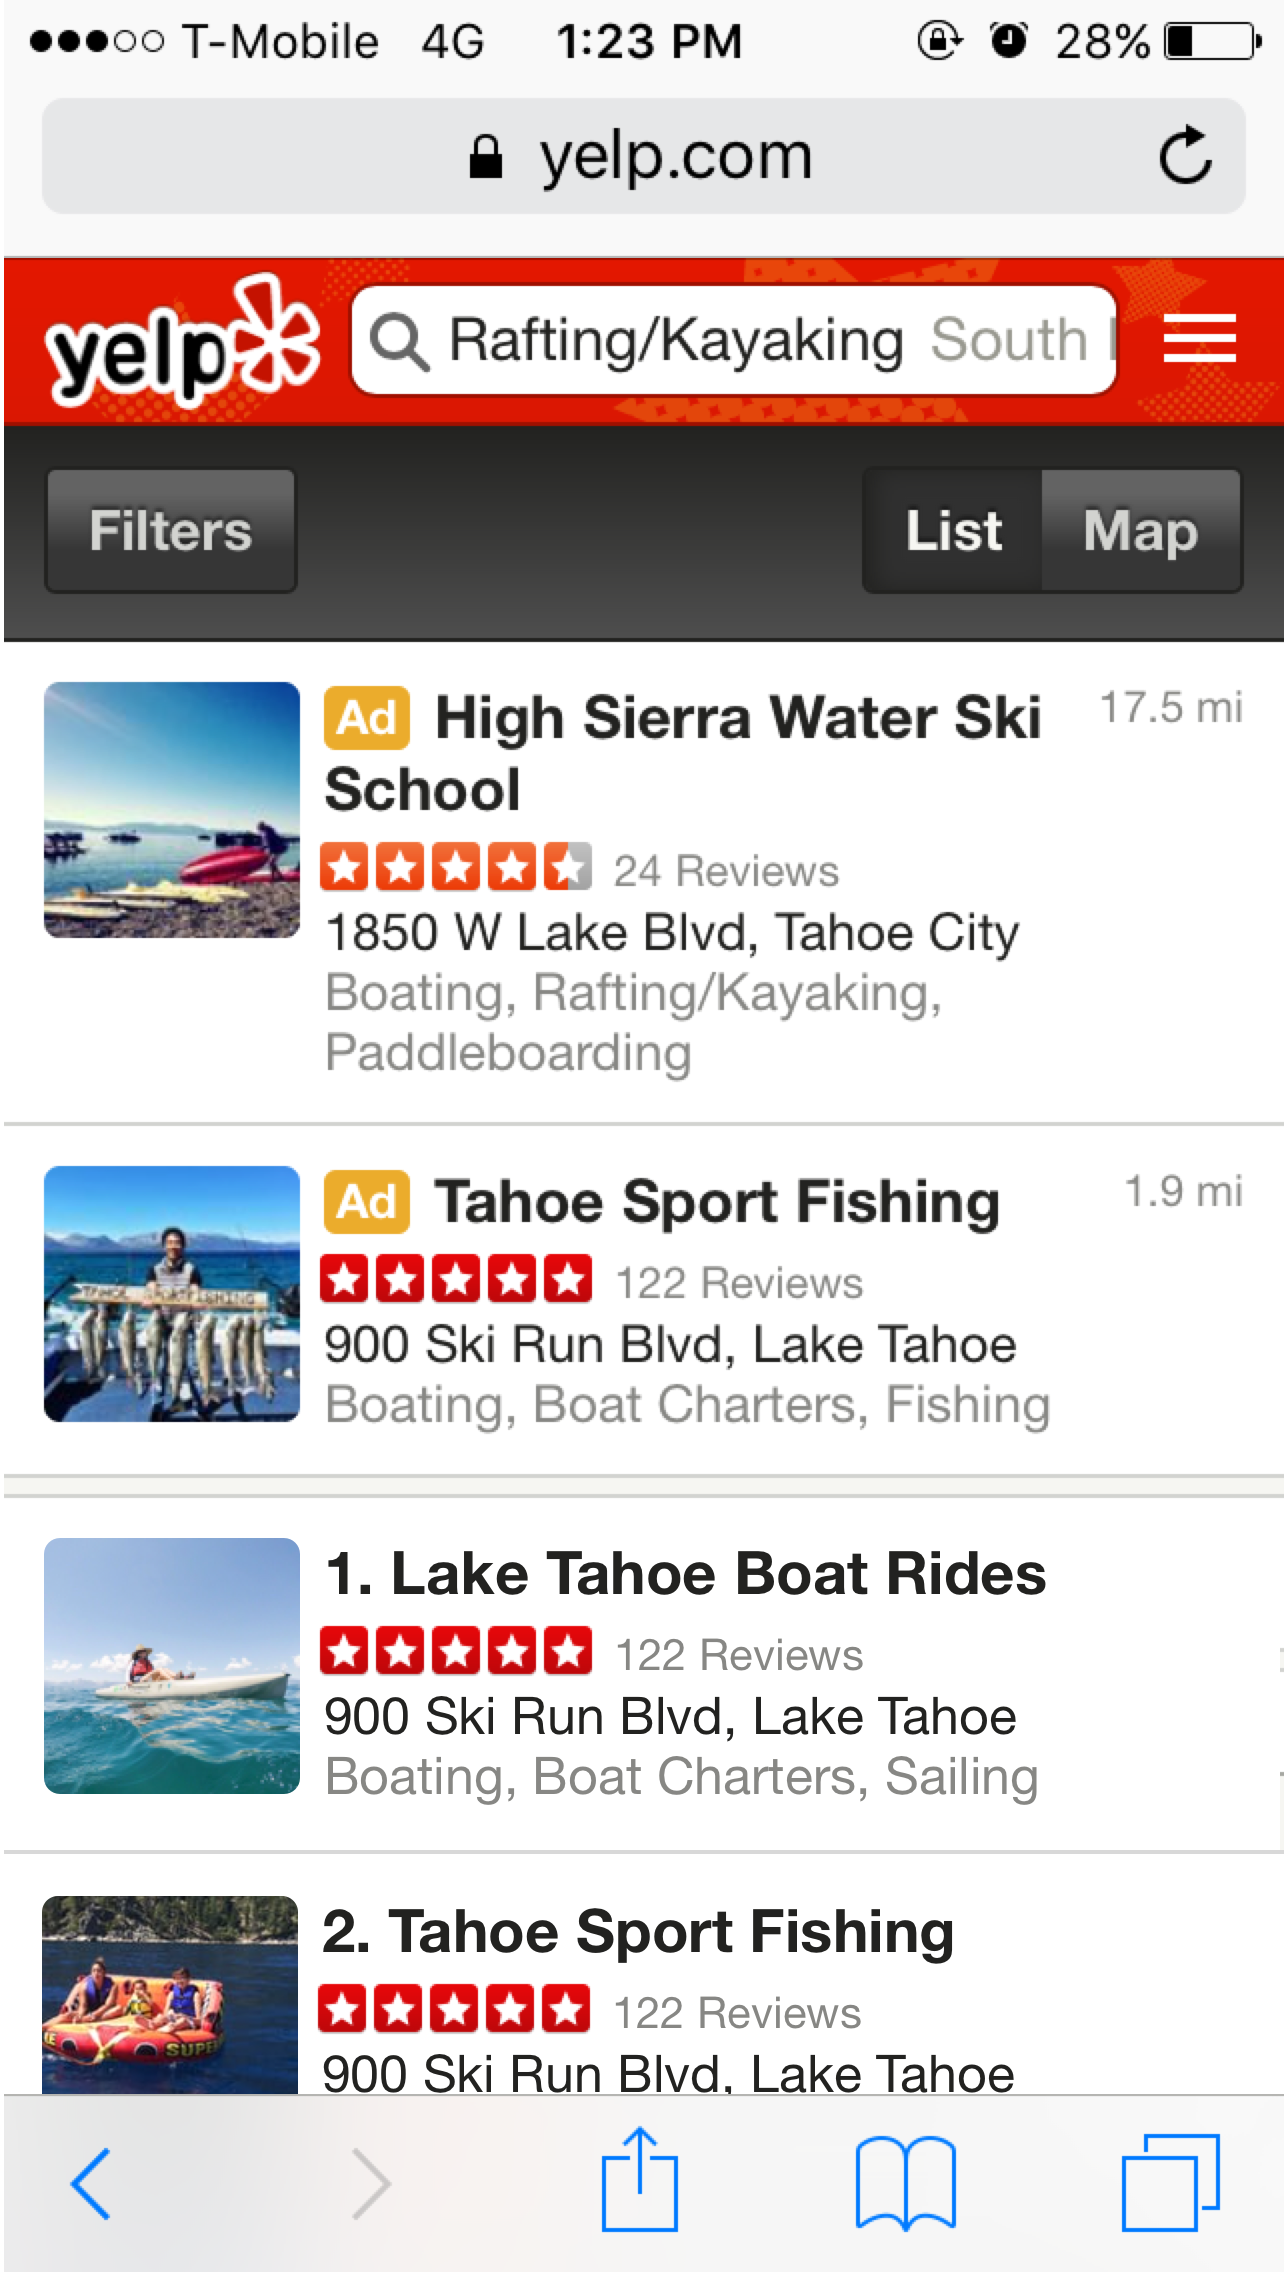 T-Mobile 4G 1:23 PM 28%
yelp.com
yelp Rafting/Kayaking South
Filters List Map
Ad High Sierra Water Ski 17.5 mi
School
24 Reviews
1850 W Lake Blvd, Tahoe City
Boating, Rafting/Kayaking,
Paddleboarding
Ad Tahoe Sport Fishing 1.9 mi
122 Reviews
900 Ski Run Blvd, Lake Tahoe
Boating, Boat Charters, Fishing
1. Lake Tahoe Boat Rides
122 Reviews
900 Ski Run Blvd, Lake Tahoe
Boating, Boat Charters, Sailing
2. Tahoe Sport Fishing
122 Reviews
SUPE
900 Ski Run Blvd, Lake Tahoe